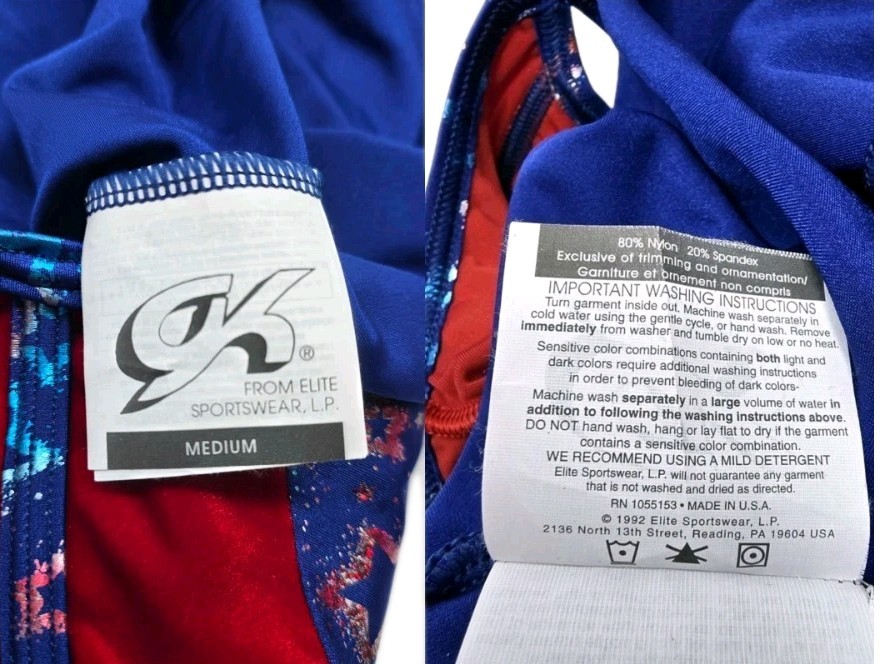 GK®
FROM ELITE
SPORTSWEAR, L.P.
MEDIUM
80% Nylon 20% Spandex
Exclusive of trimming and ornamentation/
Garniture et ornement non compris
IMPORTANT WASHING INSTRUCTIONS
Turn garment inside out. Machine wash separately in
cold water using the gentle cycle, or hand wash. Remove
immediately from washer and tumble dry on low or no heat.
Sensitive color combinations containing both light and
dark colors require additional washing instructions
in order to prevent bleeding of dark colors-
Machine wash separately in a large volume of water in
addition to following the washing instructions above.
DO NOT hand wash, hang or lay flat to dry if the garment
contains a sensitive color combination.
WE RECOMMEND USING A MILD DETERGENT
Elite Sportswear, L.P. will not guarantee any garment
that is not washed and dried as directed.
RN 1055153 • MADE IN U.S.A.
© 1992 Elite Sportswear, L.P.
2136 North 13th Street, Reading, PA 19604 USA